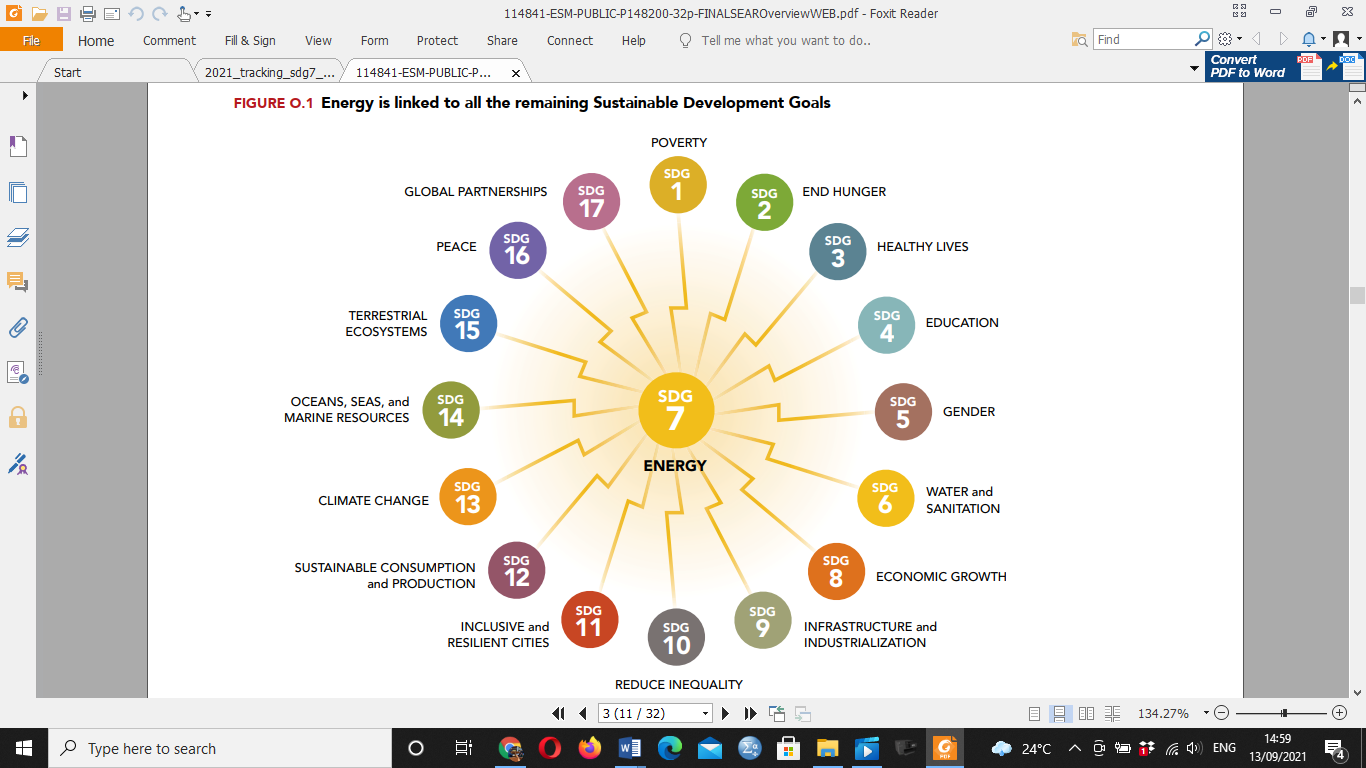 114841-ESM-PUBLIC-P148200-32p-FINALSEAROverviewWEB.pdf - Foxit Reader
File Home Comment Fill & Sign View Form Protect Share Connect Help Tell me what you want to do.. Find
Start 2021_tracking_sdg7_... 114841-ESM-PUBLIC-P...
Convert
PDF to Word
PDF
DOC
FIGURE O.1 Energy is linked to all the remaining Sustainable Development Goals
POVERTY
SDG
1
SDG
2
END HUNGER
SDG
3
HEALTHY LIVES
SDG
4
EDUCATION
SDG
5
GENDER
SDG
6
WATER and
SANITATION
SDG
8
ECONOMIC GROWTH
SDG
9
INFRASTRUCTURE and
INDUSTRIALIZATION
SDG
10
REDUCE INEQUALITY
SDG
11
INCLUSIVE and
RESILIENT CITIES
SDG
12
SUSTAINABLE CONSUMPTION
and PRODUCTION
SDG
13
CLIMATE CHANGE
SDG
14
OCEANS, SEAS, and
MARINE RESOURCES
SDG
15
TERRESTRIAL
ECOSYSTEMS
SDG
16
PEACE
SDG
17
GLOBAL PARTNERSHIPS
SDG
7
ENERGY
3 (11 / 32)
134.27%
Type here to search
24°C
ENG
14:59
13/09/2021
4